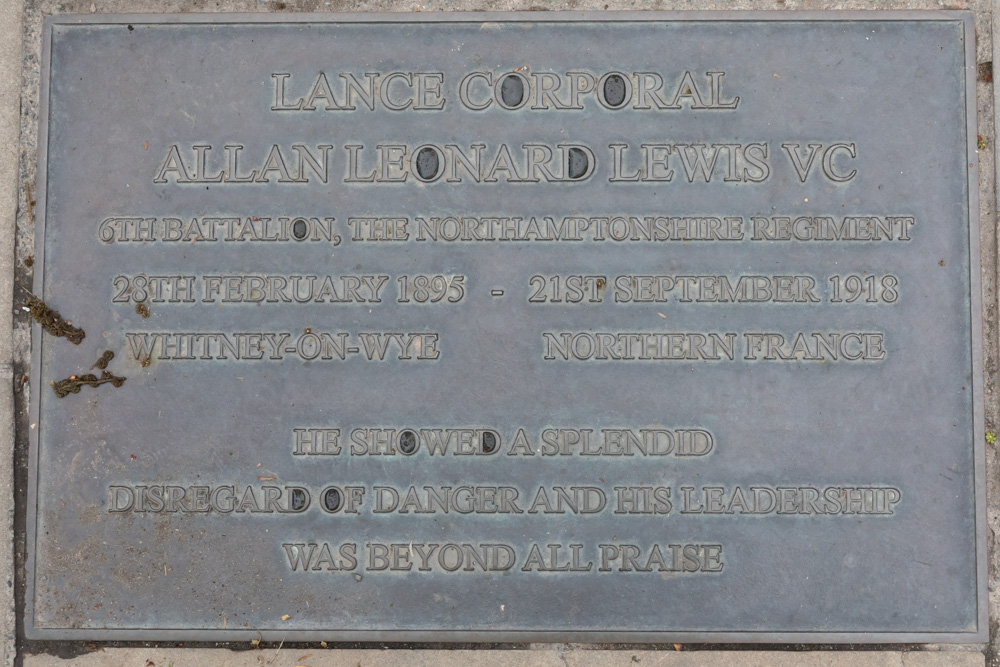 LANCE CORPORAL
ALLAN LEONARD LEWIS VC
6TH BATTALION, THE NORTHAMPTONSHIRE REGIMENT
28TH FEBRUARY 1895 - 21ST SEPTEMBER 1918
WHITNEY-ON-WYE NORTHERN FRANCE
HE SHOWED A SPLENDID
DISREGARD OF DANGER AND HIS LEADERSHIP
WAS BEYOND ALL PRAISE